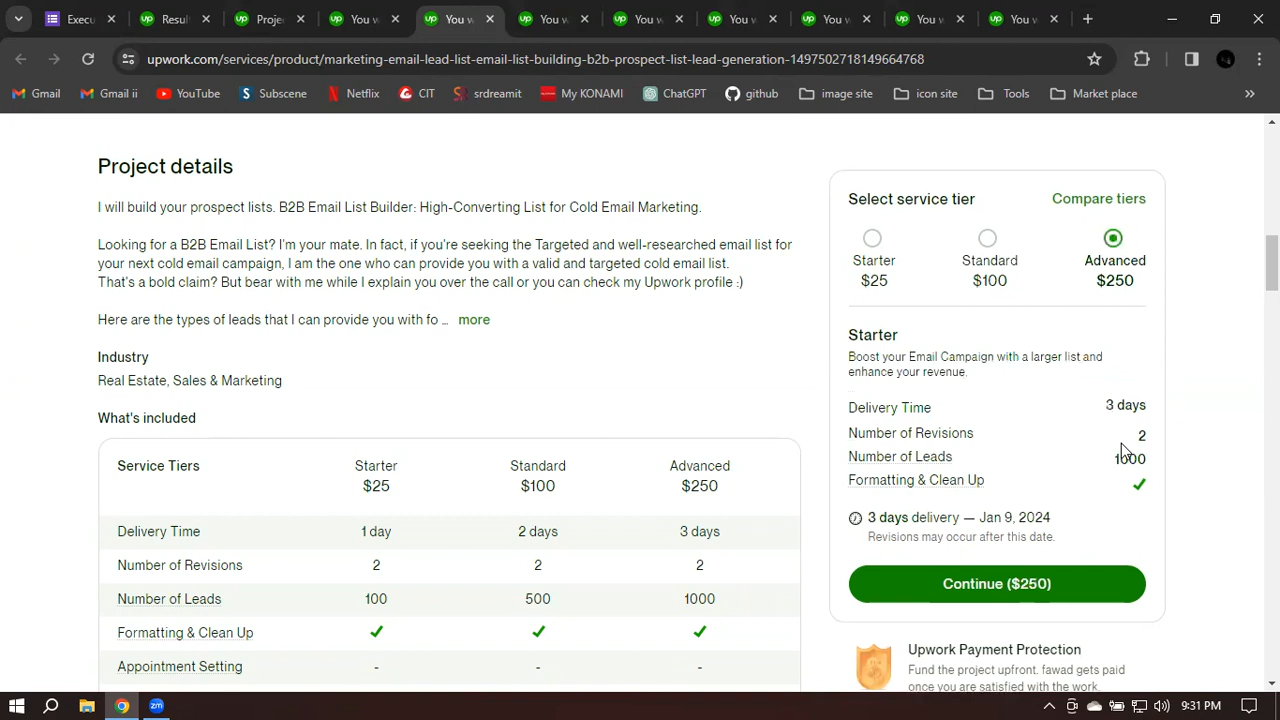 Execu
Resul
Proje
You w
You w
You w
You w
You w
You w
You w
You w
upwork.com/services/product/marketing-email-lead-list-email-list-building-b2b-prospect-list-lead-generation-1497502718149664768
Gmail
Gmail ii
YouTube
Subscene
Netflix
CIT
srdreamit
My KONAMI
ChatGPT
github
image site
icon site
Tools
Market place
Project details
I will build your prospect lists. B2B Email List Builder: High-Converting List for Cold Email Marketing.
Looking for a B2B Email List? I'm your mate. In fact, if you're seeking the Targeted and well-researched email list for
your next cold email campaign, I am the one who can provide you with a valid and targeted cold email list.
That's a bold claim? But bear with me while I explain you over the call or you can check my Upwork profile :)
Here are the types of leads that I can provide you with fo ... more
Industry
Real Estate, Sales & Marketing
What's included
Service Tiers Starter $25 Standard $100 Advanced $250
Delivery Time 1 day 2 days 3 days
Number of Revisions 2 2 2
Number of Leads 100 500 1000
Formatting & Clean Up
Appointment Setting - - -
Select service tier Compare tiers
Starter Standard Advanced
$25 $100 $250
Starter
Boost your Email Campaign with a larger list and
enhance your revenue.
Delivery Time 3 days
Number of Revisions 2
Number of Leads 1000
Formatting & Clean Up
3 days delivery — Jan 9, 2024
Revisions may occur after this date.
Continue ($250)
Upwork Payment Protection
Fund the project upfront. fawad gets paid
once you are satisfied with the work.
9:31 PM